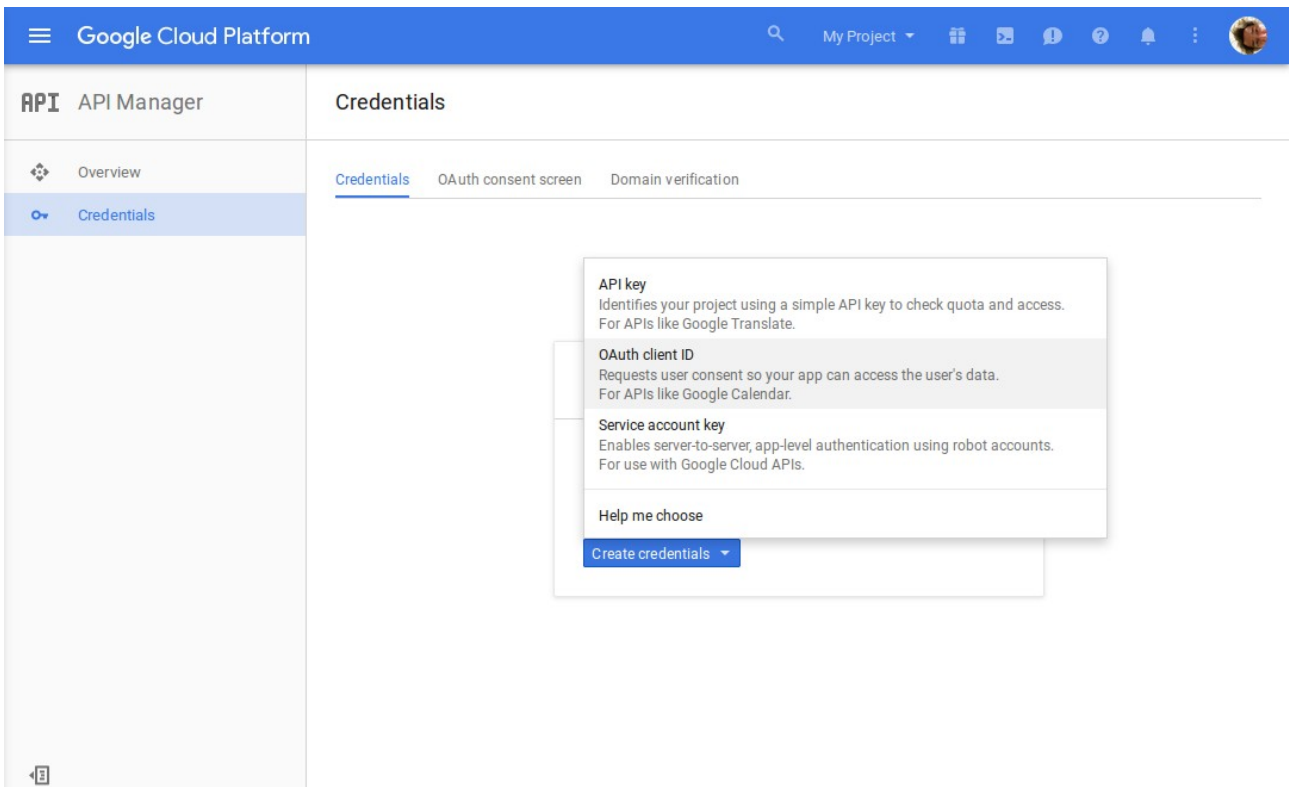 Google Cloud Platform
My Project
API API Manager
Credentials
Overview
Credentials
Credentials OAuth consent screen Domain verification
API key
Identifies your project using a simple API key to check quota and access.
For APIs like Google Translate.
OAuth client ID
Requests user consent so your app can access the user's data.
For APIs like Google Calendar.
Service account key
Enables server-to-server, app-level authentication using robot accounts.
For use with Google Cloud APIs.
Help me choose
Create credentials